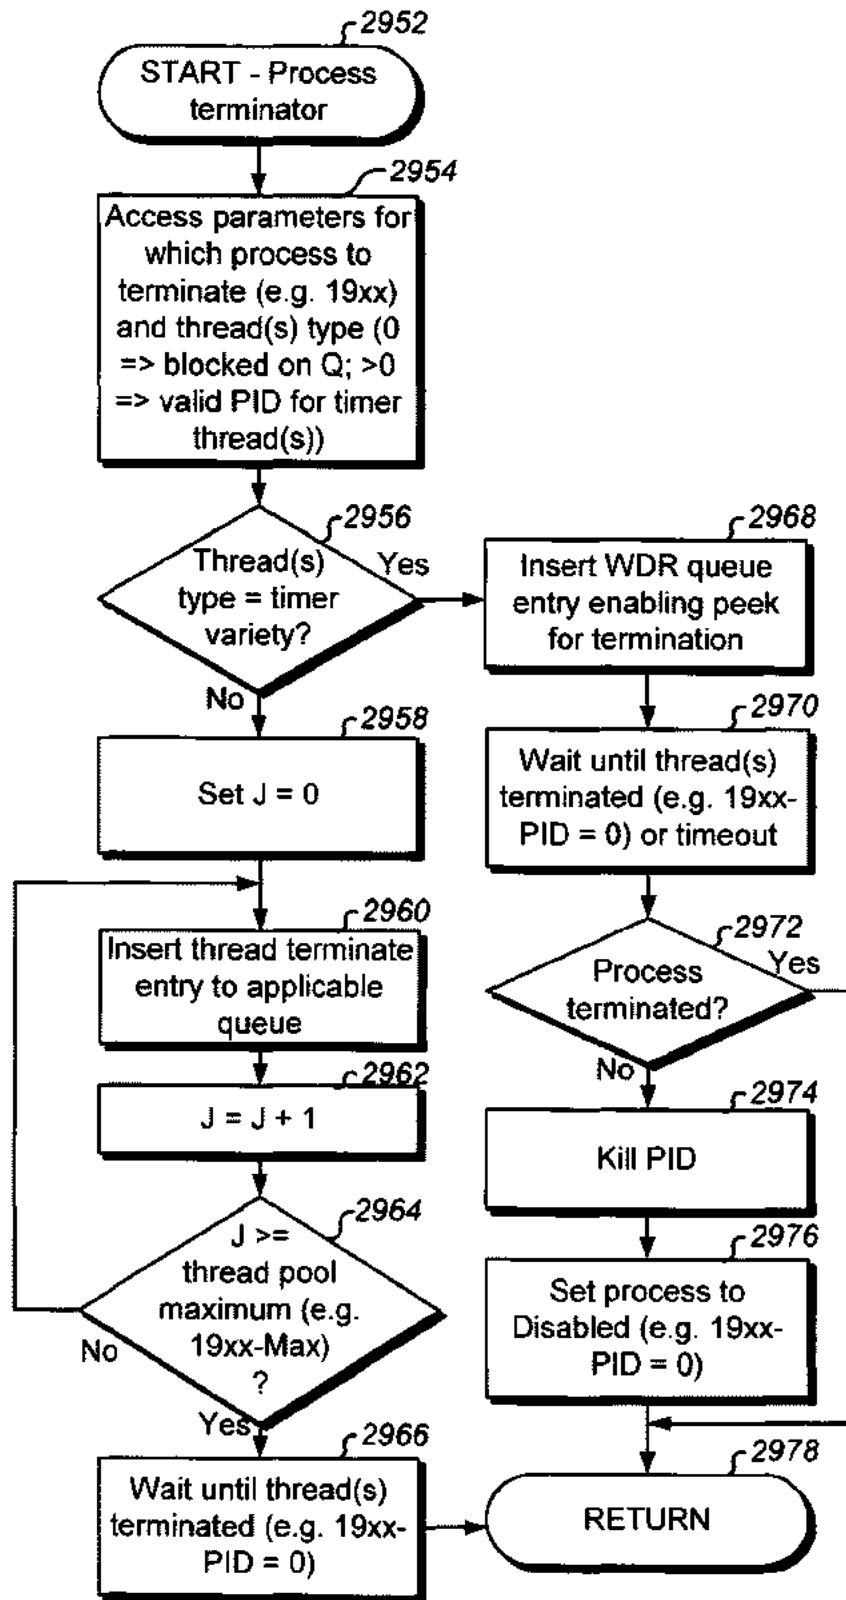 2952
START - Process
terminator
2954
Access parameters for
which process to
terminate (e.g. 19xx)
and thread(s) type (0
=> blocked on Q; >0
=> valid PID for timer
thread(s))
2956
Thread(s)
type = timer
variety?
Yes
No
2958
Set J = 0
2960
Insert thread terminate
entry to applicable
queue
2962
J = J + 1
2964
J >=
thread pool
maximum (e.g.
19xx-Max)
?
No
Yes
2966
Wait until thread(s)
terminated (e.g. 19xx-
PID = 0)
2968
Insert WDR queue
entry enabling peek
for termination
2970
Wait until thread(s)
terminated (e.g. 19xx-
PID = 0) or timeout
2972
Process
terminated?
Yes
No
2974
Kill PID
2976
Set process to
Disabled (e.g. 19xx-
PID = 0)
2978
RETURN